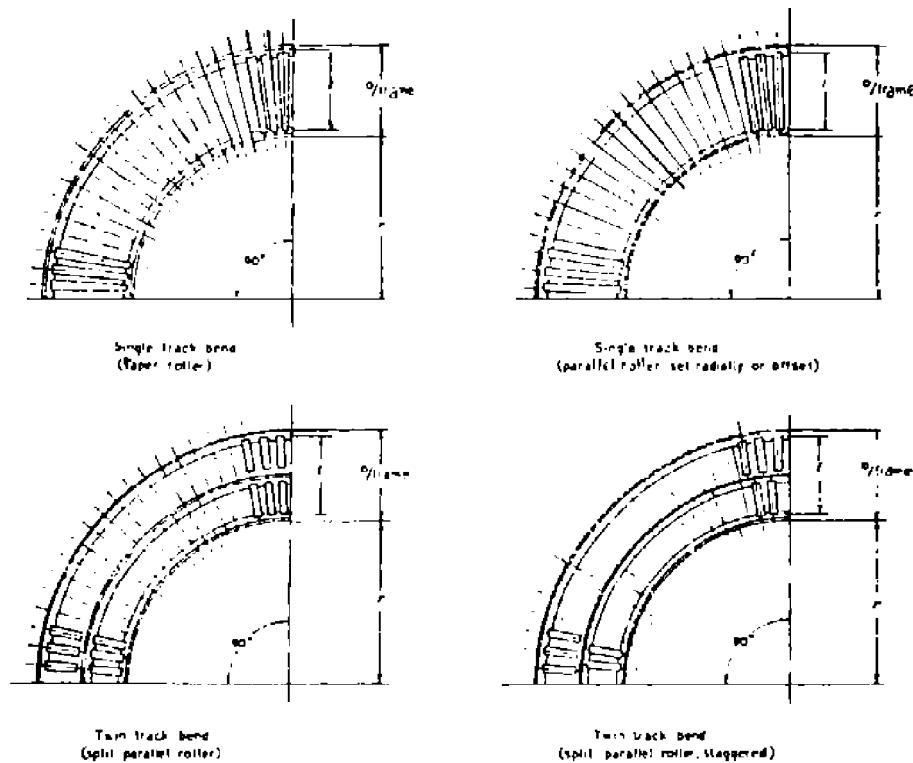 o/frame
l
r
90°
r
Single track bend
(taper roller)
o/frame
l
r
90°
Single track bend
(parallel roller set radially or offset)
o/frame
l
r
90°
Twin track bend
(split parallel roller)
o/frame
l
r
90°
Twin track bend
(split parallel roller, staggered)